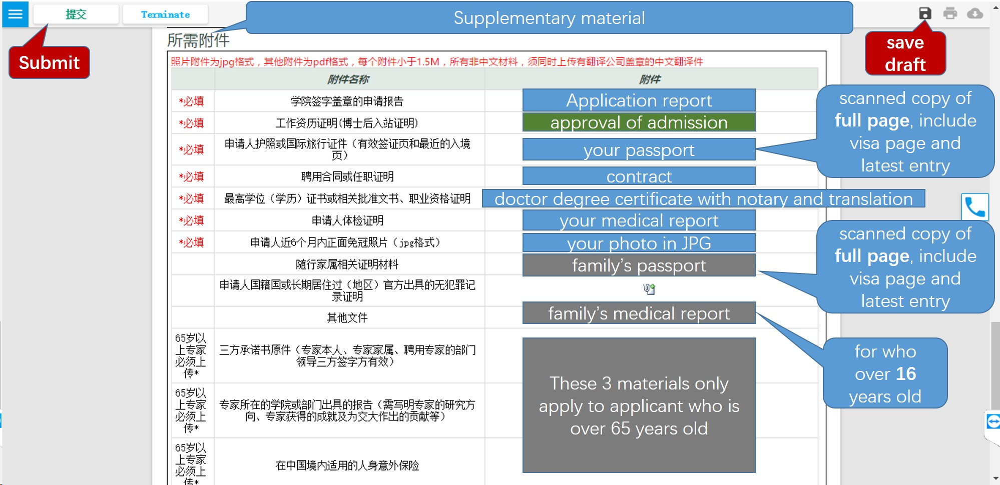 提交
Terminate
Supplementary material
Submit
save
draft
所需附件
照片附件为jpg格式，其他附件为pdf格式，每个附件小于1.5M，所有非中文材料，须同时上传有翻译公司盖章的中文翻译件
附件名称
附件
*必填
学院签字盖章的申请报告
Application report
*必填
工作资历证明(博士后入站证明)
approval of admission
*必填
申请人护照或国际旅行证件（有效签证页和最近的入境
页）
your passport
scanned copy of
full page, include
visa page and
latest entry
*必填
聘用合同或任职证明
contract
*必填
最高学位（学历）证书或相关批准文书、职业资格证明
doctor degree certificate with notary and translation
*必填
申请人体检证明
your medical report
*必填
申请人近6个月内正面免冠照片（jpg格式）
your photo in JPG
随行家属相关证明材料
family's passport
scanned copy of
full page, include
visa page and
latest entry
申请人国籍国或长期居住过（地区）官方出具的无犯罪记
录证明
其他文件
family's medical report
for who
over 16
years old
65岁以
上专家
必须上
传*
三方承诺书原件（专家本人、专家家属、聘用专家的部门
领导三方签字方有效）
These 3 materials only
apply to applicant who is
over 65 years old
65岁以
上专家
必须上
传*
专家所在的学院或部门出具的报告（需写明专家的研究方
向、专家获得的成就及为交大作出的贡献等）
65岁以
上专家
必须上
传*
在中国境内适用的人身意外保险